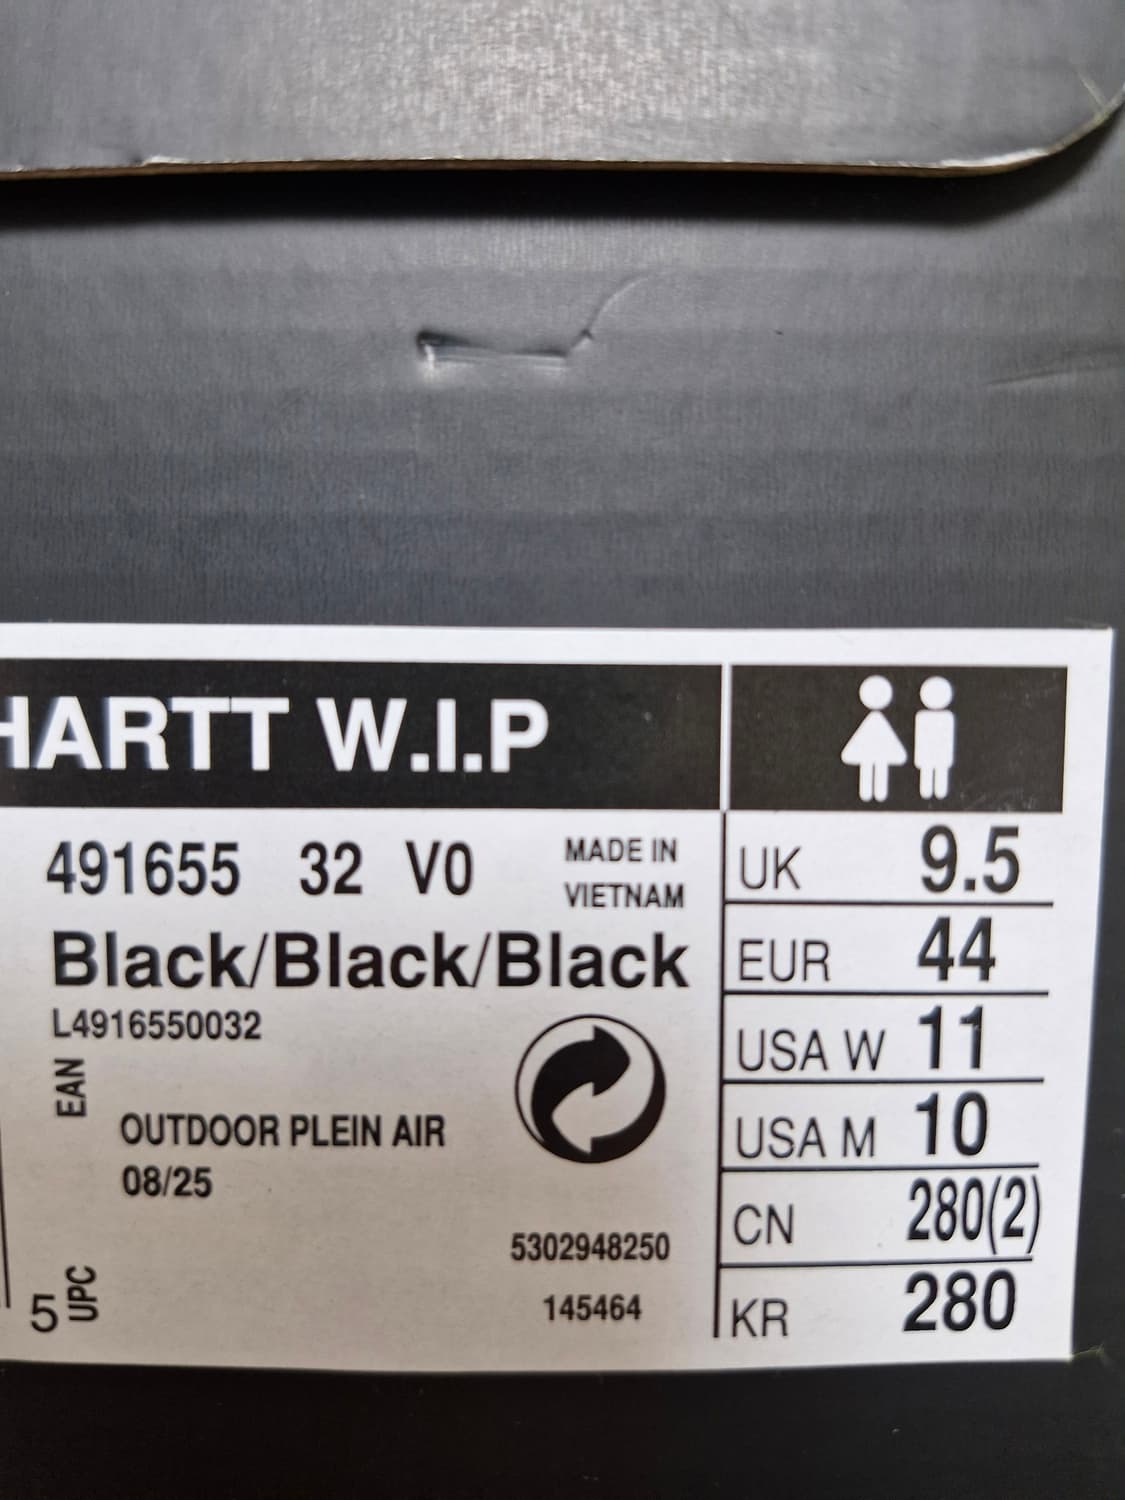 HARTT W.I.P
491655 32 V0
MADE IN
VIETNAM
Black/Black/Black
L4916550032
EAN
OUTDOOR PLEIN AIR
08/25
5302948250
145464
5
UPC
UK 9.5
EUR 44
USA W 11
USA M 10
CN 280(2)
KR 280